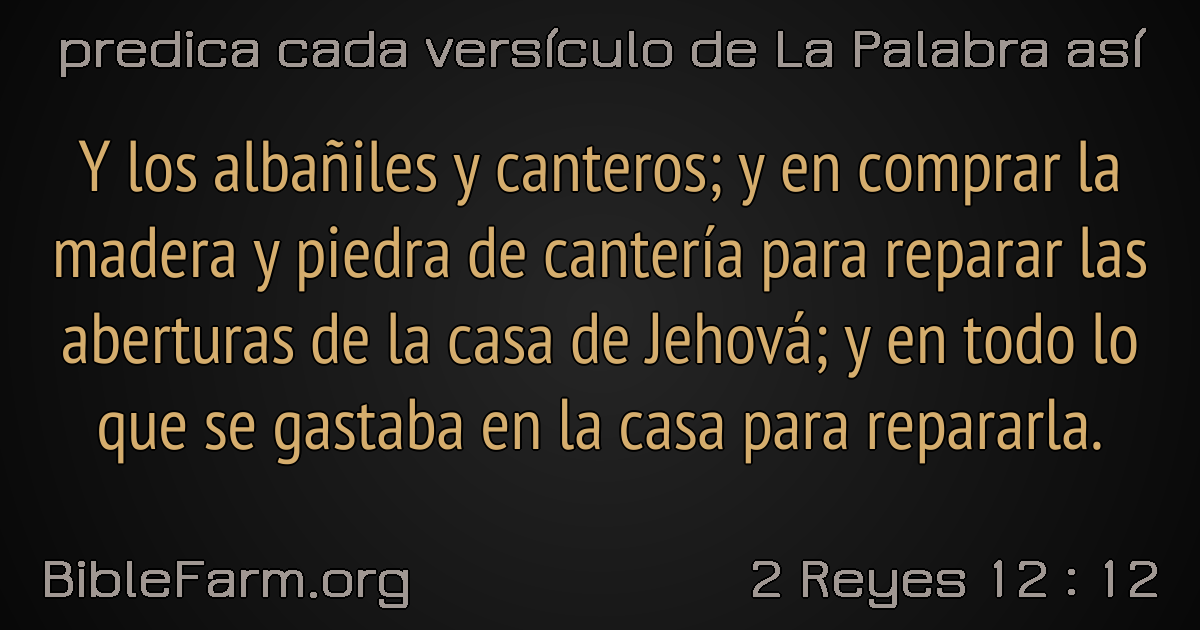 predica cada versículo de La Palabra así
Y los albañiles y canteros; y en comprar la
madera y piedra de cantería para reparar las
aberturas de la casa de Jehová; y en todo lo
que se gastaba en la casa para repararla.
BibleFarm.org
2 Reyes 12 : 12